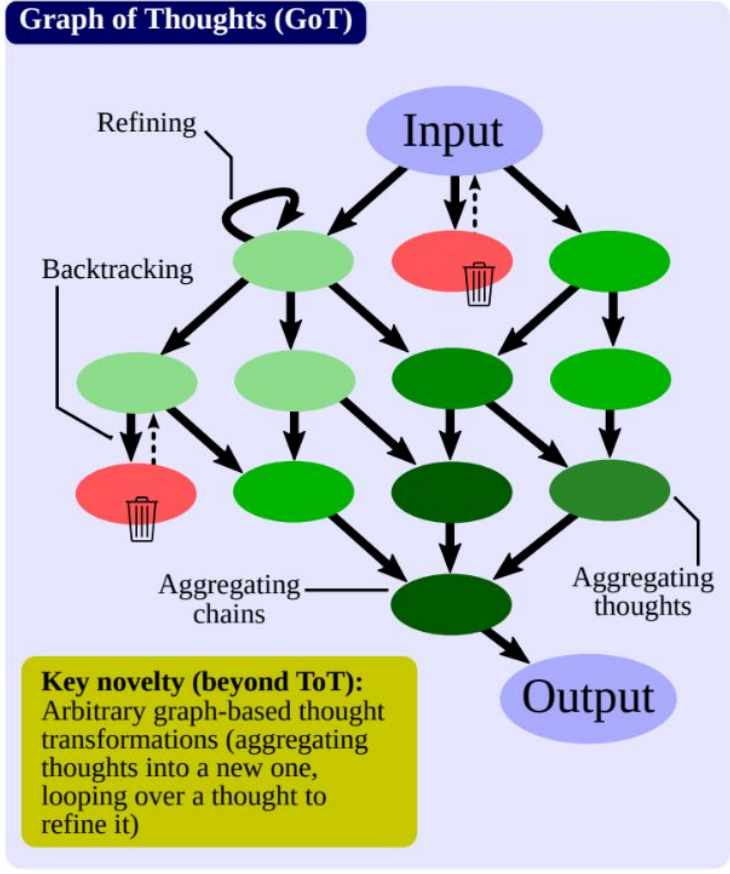 Graph of Thoughts (GoT)
Refining
Input
Backtracking
Aggregating
chains
Aggregating
thoughts
Key novelty (beyond ToT):
Arbitrary graph-based thought
transformations (aggregating
thoughts into a new one,
looping over a thought to
refine it)
Output